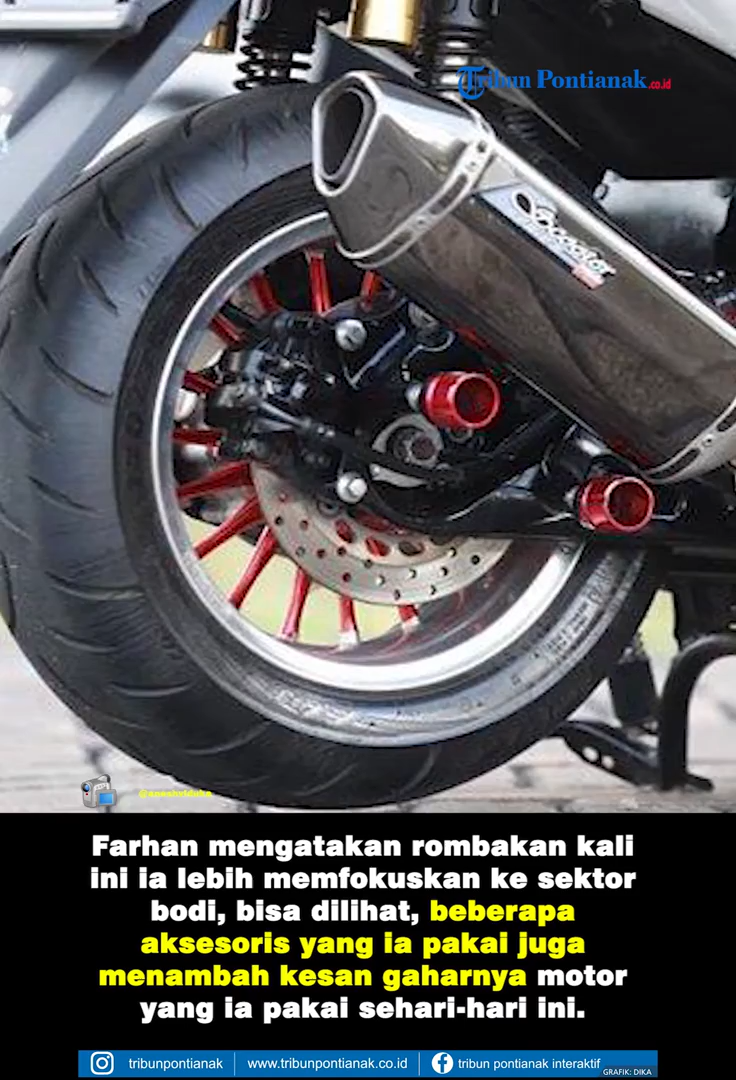 Tribun Pontianak.co.id
Scooter
Farhan mengatakan rombakan kali
ini ia lebih memfokuskan ke sektor
bodi, bisa dilihat, beberapa
aksesoris yang ia pakai juga
menambah kesan gaharnya motor
yang ia pakai sehari-hari ini.
tribunpontianak
www.tribunpontianak.co.id
tribun pontianak interaktif
GRAFIK: DIKA